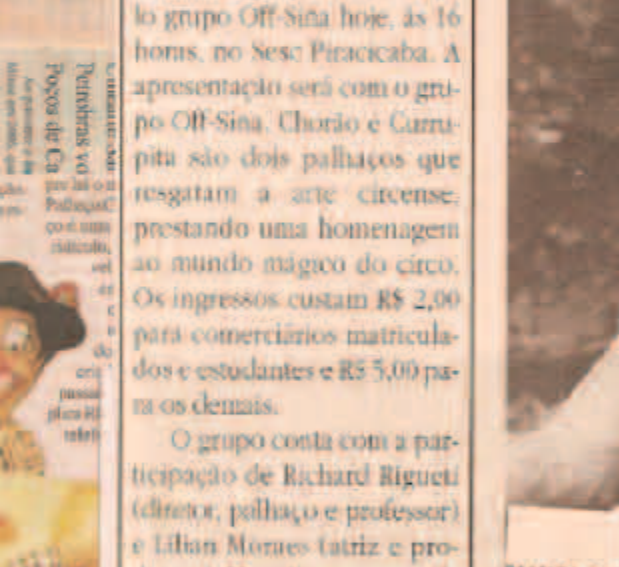 lo grupo Off-Sina hoje, às 16
horas, no Sesc Piracicaba. A
apresentação será com o gru-
po Off-Sina. Chorão e Curru-
pita são dois palhaços que
resgatam a arte circense,
prestando uma homenagem
ao mundo mágico do circo.
Os ingressos custam R$ 2,00
para comerciários matricula-
dos e estudantes e R$ 5,00 pa-
ra os demais.
O grupo conta com a par-
ticipação de Richard Rigueti
(diretor, palhaço e professor)
e Lilian Moraes (atriz e pro-
Petrobras vo
Poços de Ca